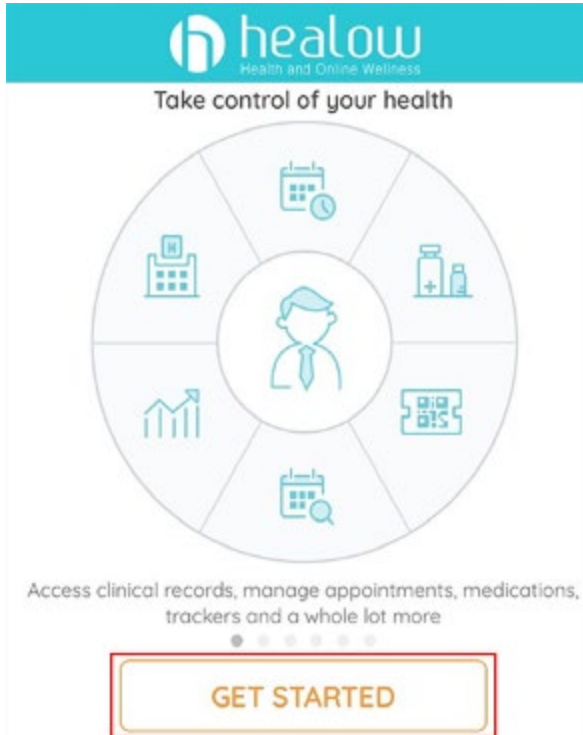 healow
Health and Online Wellness
Take control of your health
Access clinical records, manage appointments, medications,
trackers and a whole lot more
GET STARTED